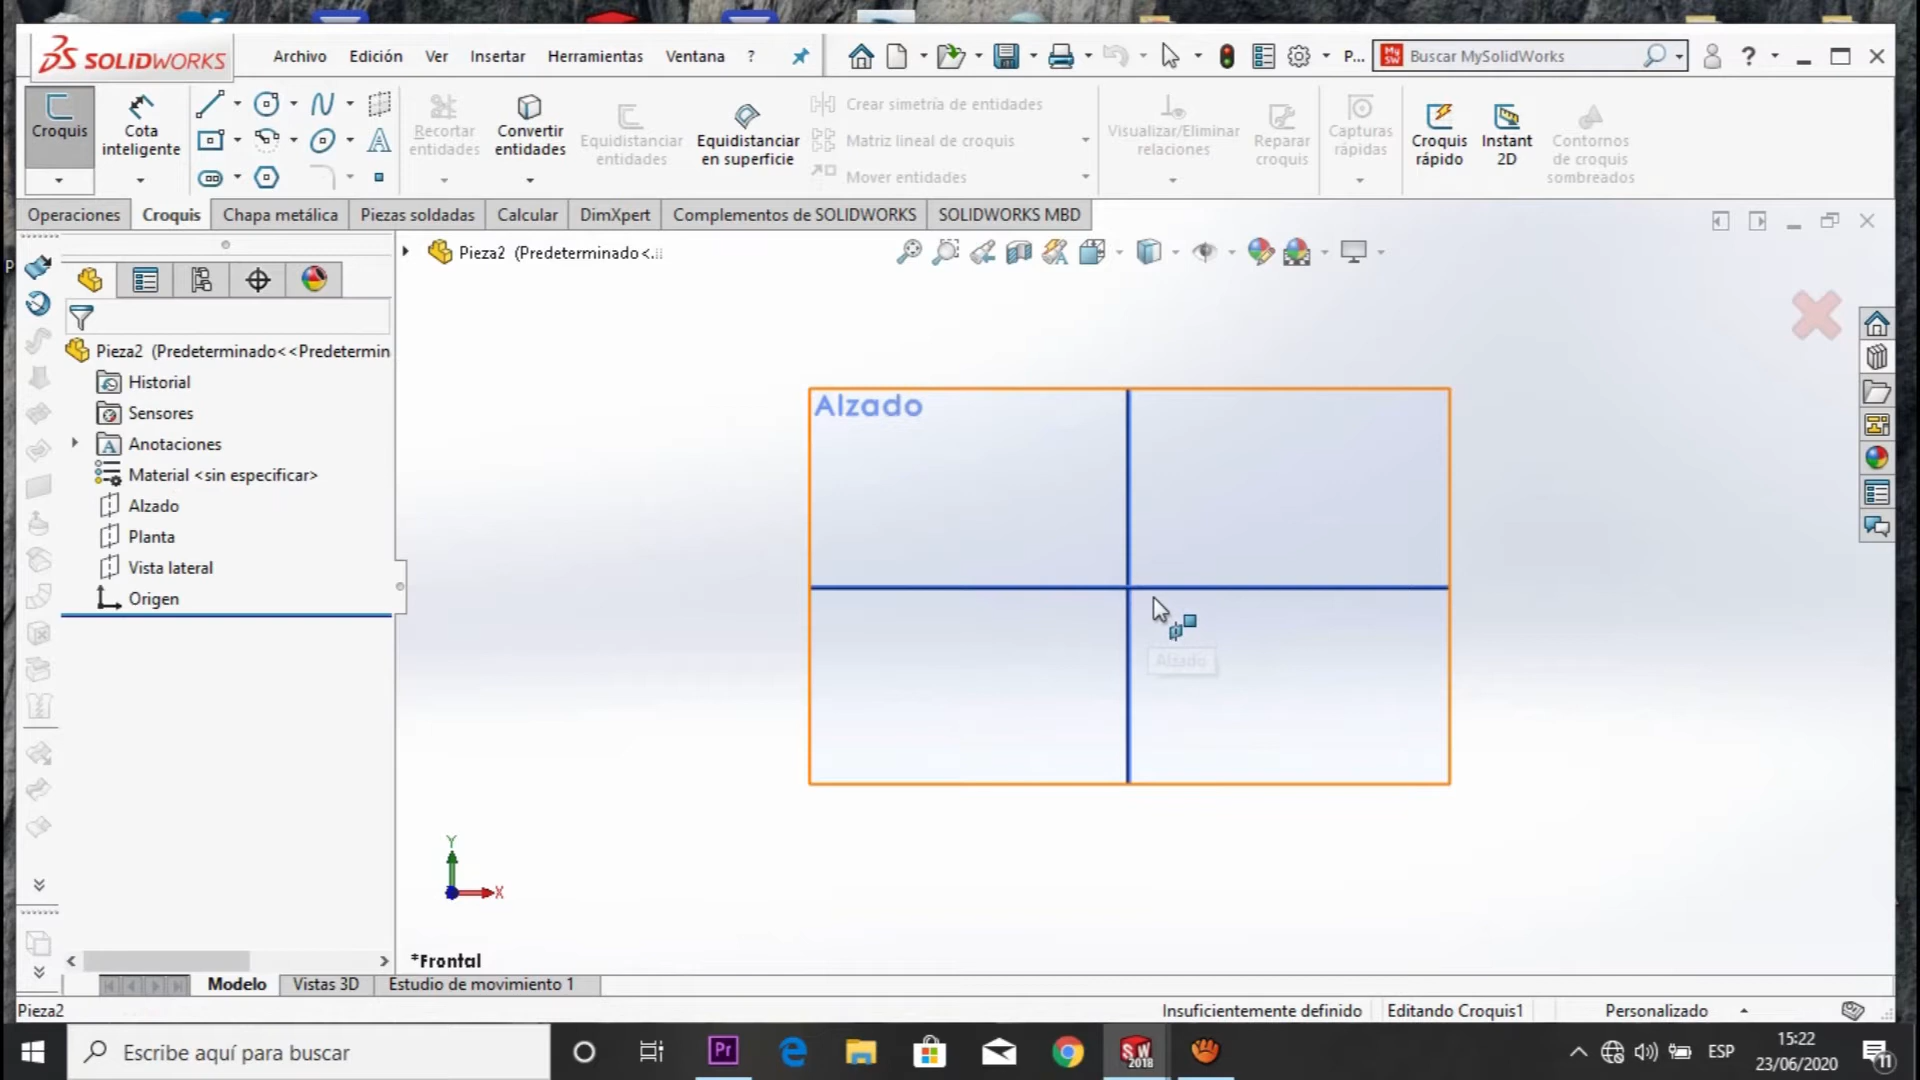 SOLIDWORKS
Archivo Edición Ver Insertar Herramientas Ventana ?
P... Buscar MySolidWorks ?
Croquis
Cota inteligente
Recortar entidades
Convertir entidades
Equidistanciar entidades
Equidistanciar en superficie
Crear simetría de entidades
Matriz lineal de croquis
Mover entidades
Visualizar/Eliminar relaciones
Reparar croquis
Capturas rápidas
Croquis rápido
Instant 2D
Contornos de croquis sombreados
Operaciones Croquis Chapa metálica Piezas soldadas Calcular DimXpert Complementos de SOLIDWORKS SOLIDWORKS MBD
Pieza2 (Predeterminado<...
Pieza2 (Predeterminado<<Predetermin
Historial
Sensores
Anotaciones
Material <sin especificar>
Alzado
Planta
Vista lateral
Origen
Alzado
Alzado
Y
X
*Frontal
Modelo Vistas 3D Estudio de movimiento 1
Pieza2 Insuficientemente definido Editando Croquis1 Personalizado
Escribe aquí para buscar
Pr
SW 2018
ESP
15:22
23/06/2020
11